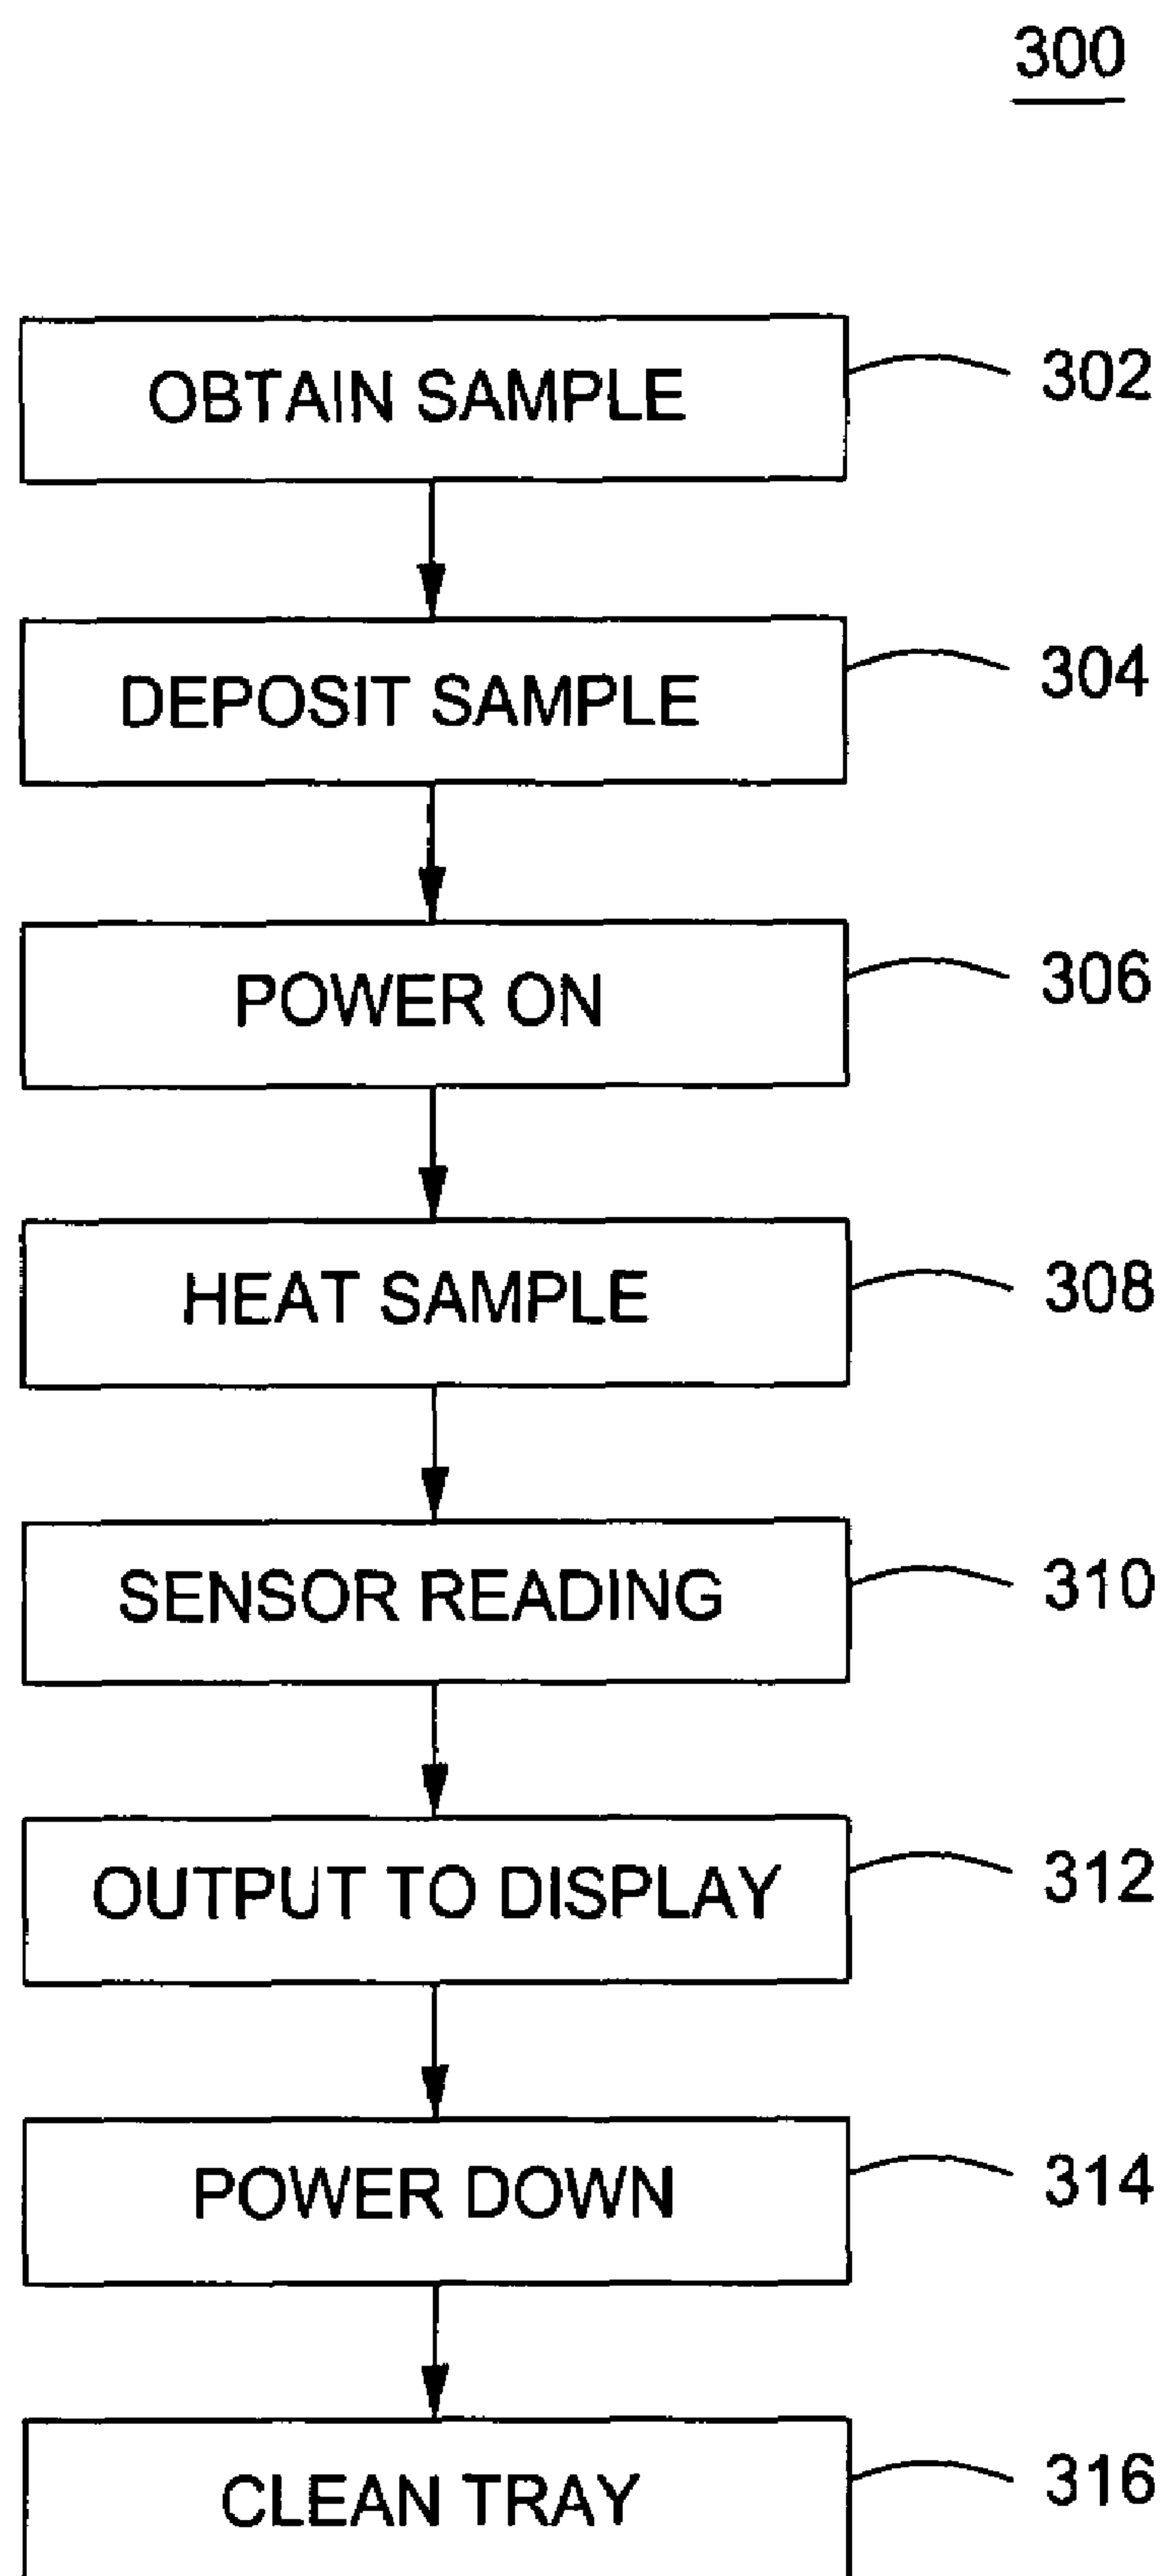 300
OBTAIN SAMPLE 302
DEPOSIT SAMPLE 304
POWER ON 306
HEAT SAMPLE 308
SENSOR READING 310
OUTPUT TO DISPLAY 312
POWER DOWN 314
CLEAN TRAY 316